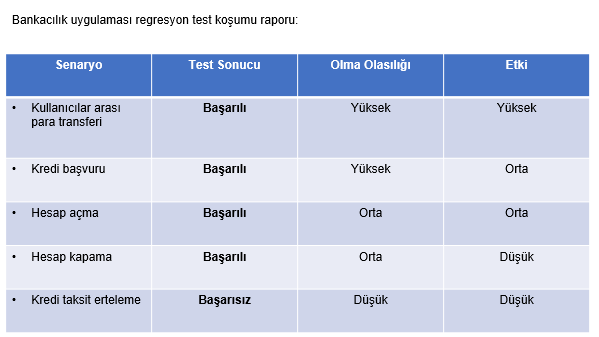 Bankacılık uygulaması regresyon test koşumu raporu:
Senaryo Test Sonucu Olma Olasılığı Etki
• Kullanıcılar arası para transferi Başarılı Yüksek Yüksek
• Kredi başvuru Başarılı Yüksek Orta
• Hesap açma Başarılı Orta Orta
• Hesap kapama Başarılı Orta Düşük
• Kredi taksit erteleme Başarısız Düşük Düşük